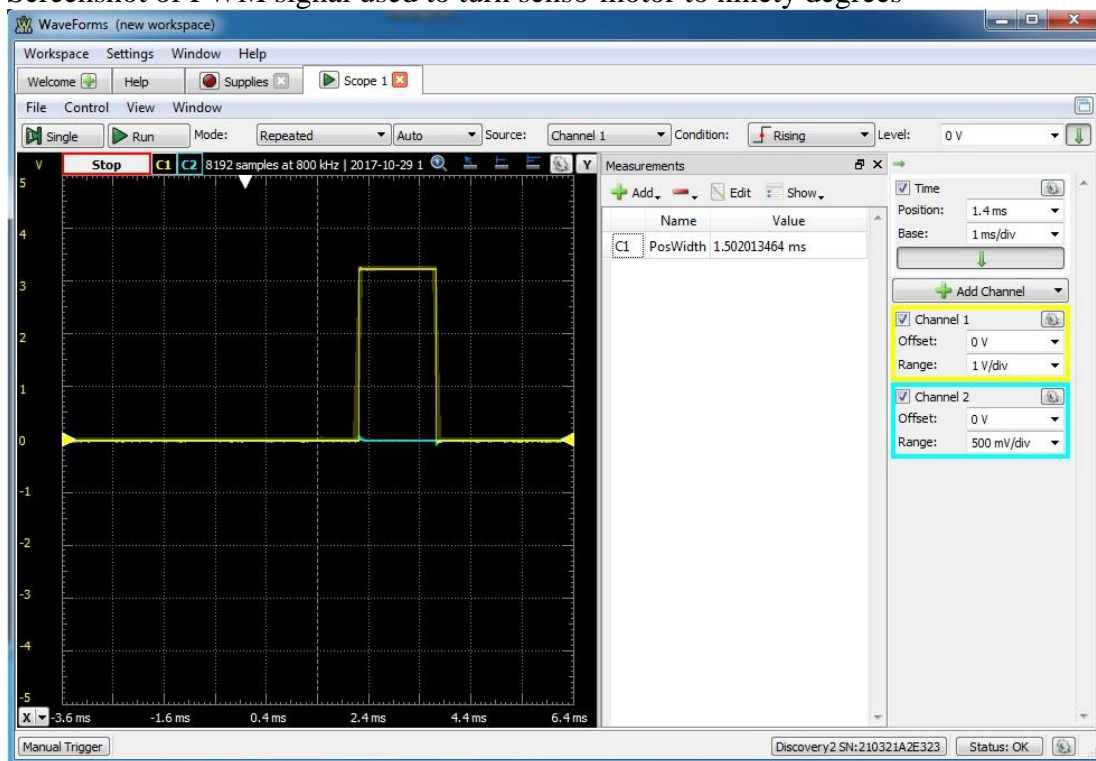 Screenshot of PWM signal used to turn senso-motor to ninety degrees
WaveForms (new workspace)
Workspace Settings Window Help
Welcome Help Supplies Scope 1
File Control View Window
Single Run Mode: Repeated Auto Source: Channel 1 Condition: Rising Level: 0 V
V Stop C1 C2 8192 samples at 800 kHz | 2017-10-29 1 Y
Measurements
Add Edit Show
Name Value
C1 PosWidth 1.502013464 ms
Time
Position: 1.4 ms
Base: 1 ms/div
Add Channel
Channel 1
Offset: 0 V
Range: 1 V/div
Channel 2
Offset: 0 V
Range: 500 mV/div
5
4
3
2
1
0
-1
-2
-3
-4
-5
X -3.6 ms -1.6 ms 0.4 ms 2.4 ms 4.4 ms 6.4 ms
Manual Trigger Discovery2 SN:210321A2E323 Status: OK